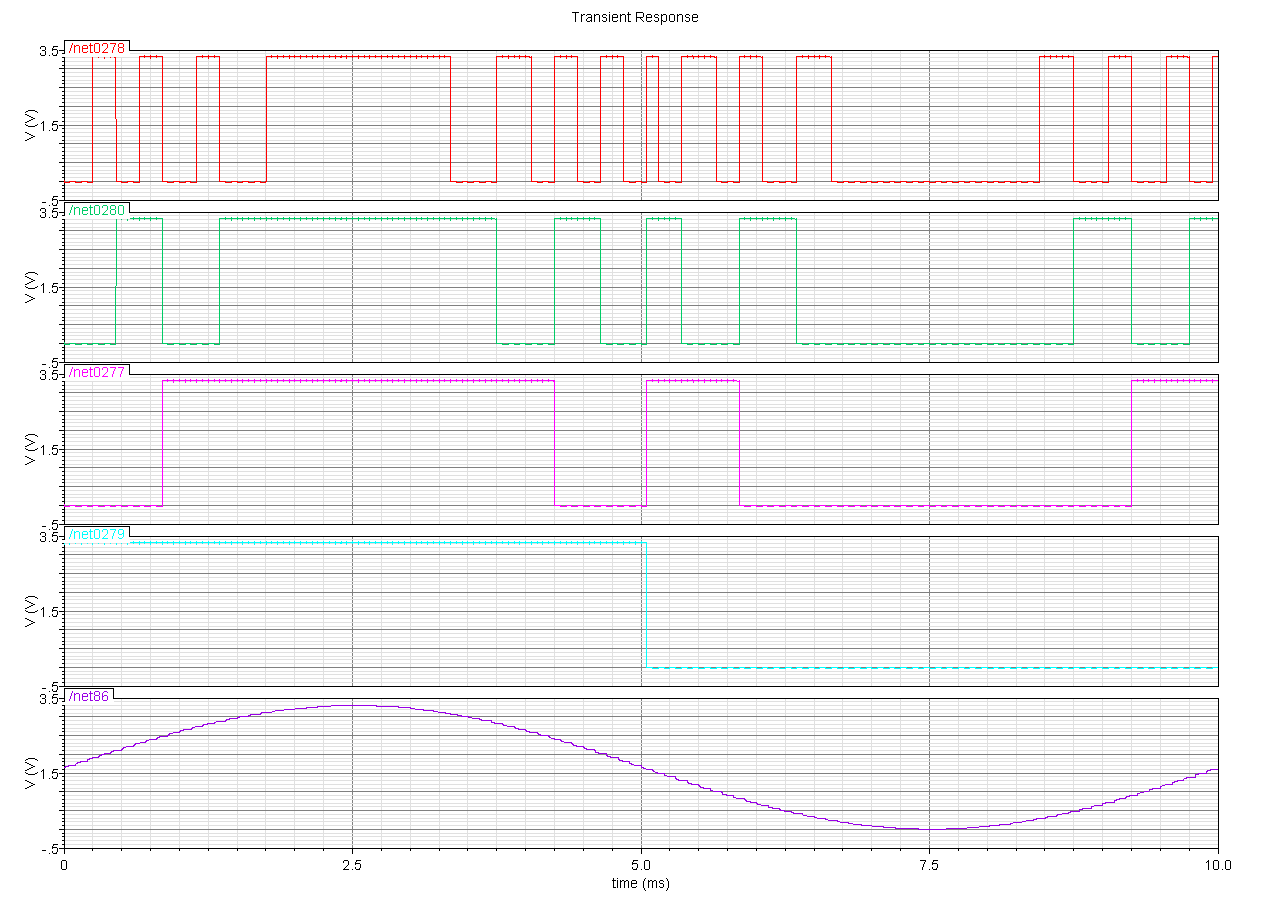 Transient Response
/net0278
3.5
V (V)
1.5
-.5
/net0280
3.5
V (V)
1.5
-.5
/net0277
3.5
V (V)
1.5
-.5
/net0279
3.5
V (V)
1.5
-.5
/net86
3.5
V (V)
1.5
-.5
0 2.5 5.0 7.5 10.0
time (ms)